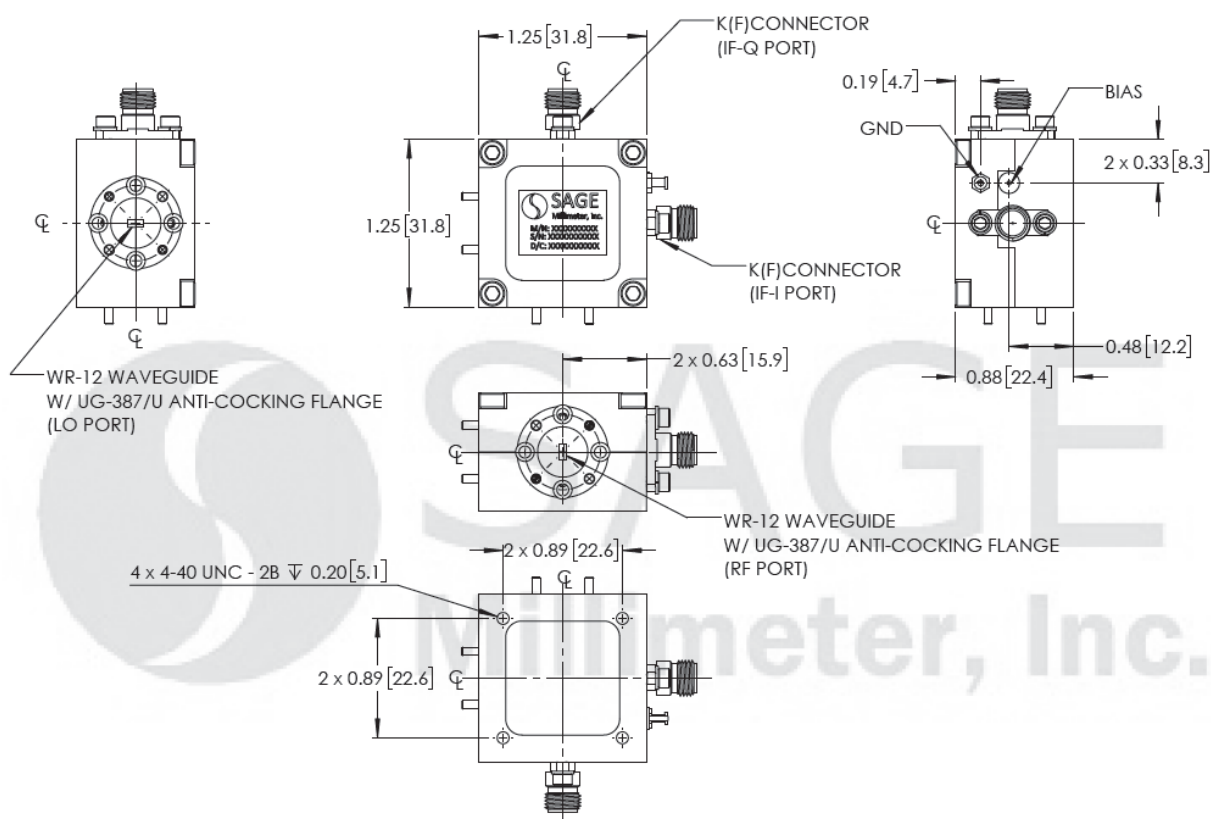 1.25[31.8]
K(F)CONNECTOR
(IF-Q PORT)
0.19[4.7]
BIAS
GND
2 x 0.33[8.3]
℄
℄
℄
℄
1.25[31.8]
SAGE
Millimeter, Inc.
M/N: XXXXXXXXXX
S/N: XXXXXXXXXXX
D/C: XXXXXXXXXXX
K(F)CONNECTOR
(IF-I PORT)
0.48[12.2]
0.88[22.4]
WR-12 WAVEGUIDE
W/ UG-387/U ANTI-COCKING FLANGE
(LO PORT)
2 x 0.63[15.9]
℄
WR-12 WAVEGUIDE
W/ UG-387/U ANTI-COCKING FLANGE
(RF PORT)
2 x 0.89[22.6]
℄
4 x 4-40 UNC - 2B ↧ 0.20[5.1]
2 x 0.89[22.6]
℄
SAGE
Millimeter, Inc.